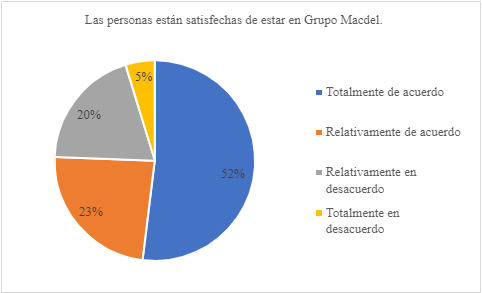 Las personas están satisfechas de estar en Grupo Macdel.
5%
20%
52%
23%
Totalmente de acuerdo
Relativamente de acuerdo
Relativamente en
desacuerdo
Totalmente en
desacuerdo